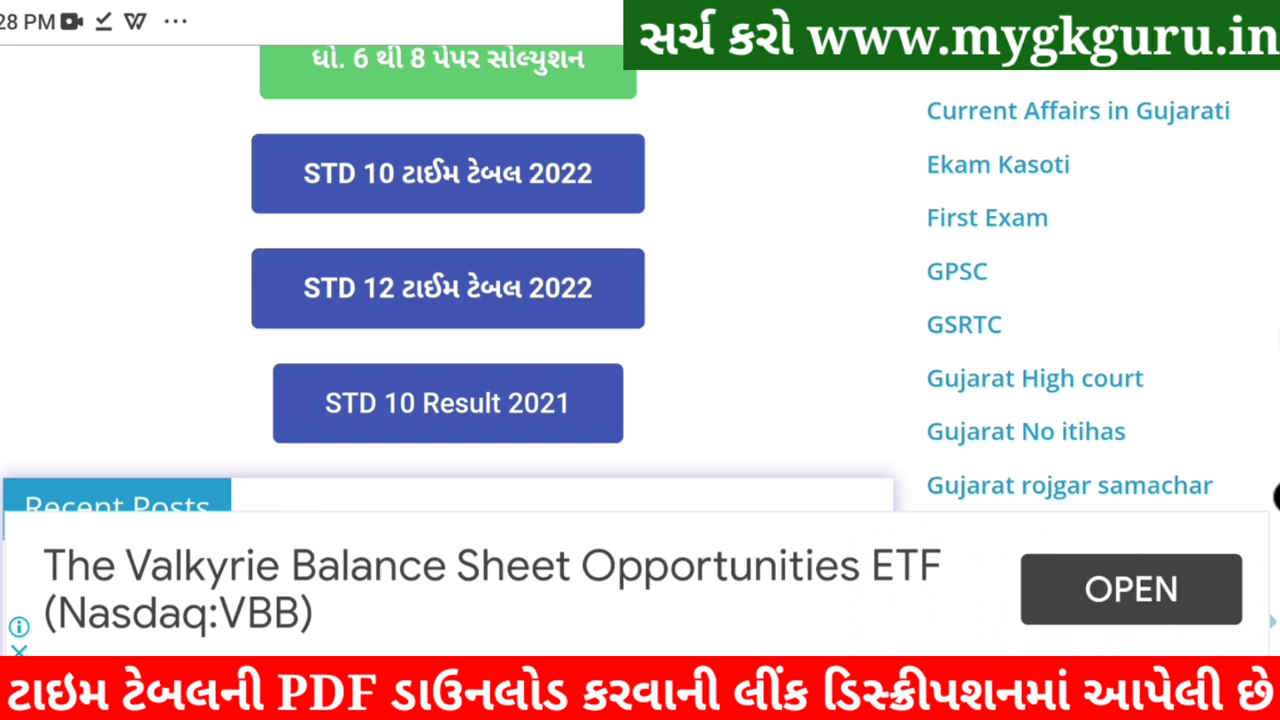 28 PM
સર્ચ કરો www.mygkguru.in
ધો. 6 થી 8 પેપર સોલ્યુશન
STD 10 ટાઈમ ટેબલ 2022
STD 12 ટાઈમ ટેબલ 2022
STD 10 Result 2021
Current Affairs in Gujarati
Ekam Kasoti
First Exam
GPSC
GSRTC
Gujarat High court
Gujarat No itihas
Gujarat rojgar samachar
Recent Posts
The Valkyrie Balance Sheet Opportunities ETF
(Nasdaq:VBB)
OPEN
ટાઇમ ટેબલની PDF ડાઉનલોડ કરવાની લીંક ડિસ્ક્રીપશનમાં આપેલી છે